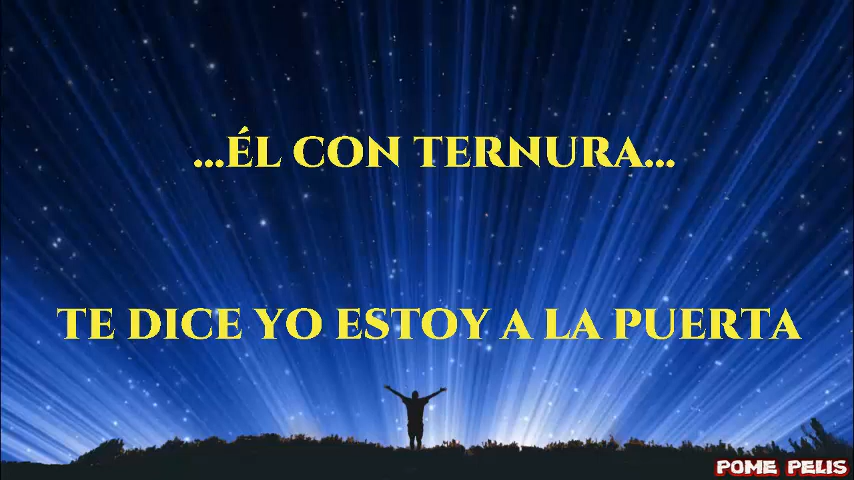 ...ÉL CON TERNURA...
TE DICE YO ESTOY A LA PUERTA
POME PELIS